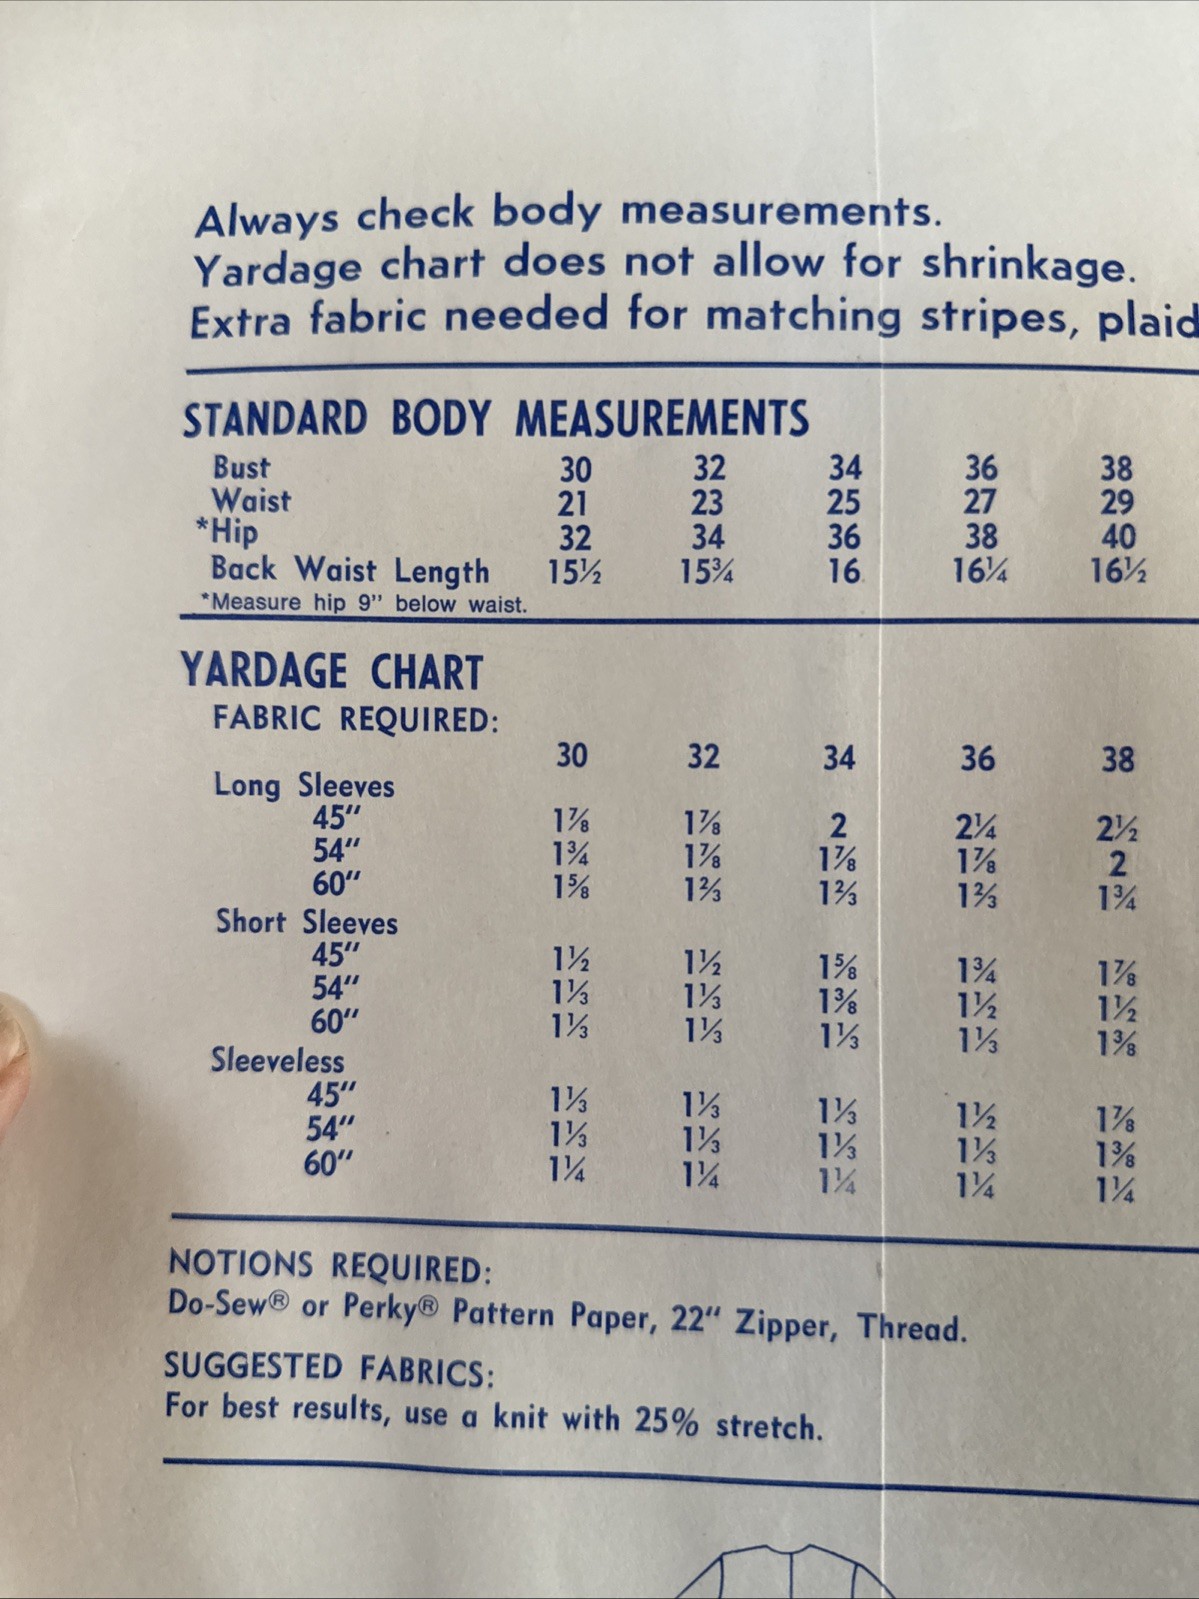 Always check body measurements.
Yardage chart does not allow for shrinkage.
Extra fabric needed for matching stripes, plaid
STANDARD BODY MEASUREMENTS
Bust 30 32 34 36 38
Waist 21 23 25 27 29
*Hip 32 34 36 38 40
Back Waist Length 15½ 15¾ 16 16¼ 16½
*Measure hip 9" below waist.
YARDAGE CHART
FABRIC REQUIRED:
30 32 34 36 38
Long Sleeves
45" 1⅞ 1⅞ 2 2¼ 2½
54" 1¾ 1⅞ 1⅞ 1⅞ 2
60" 1⅝ 1⅔ 1⅔ 1⅔ 1¾
Short Sleeves
45" 1½ 1½ 1⅝ 1¾ 1⅞
54" 1⅓ 1⅓ 1⅜ 1½ 1½
60" 1⅓ 1⅓ 1⅓ 1⅓ 1⅜
Sleeveless
45" 1⅓ 1⅓ 1⅓ 1½ 1⅞
54" 1⅓ 1⅓ 1⅓ 1⅓ 1⅜
60" 1¼ 1¼ 1¼ 1¼ 1¼
NOTIONS REQUIRED:
Do-Sew® or Perky® Pattern Paper, 22" Zipper, Thread.
SUGGESTED FABRICS:
For best results, use a knit with 25% stretch.